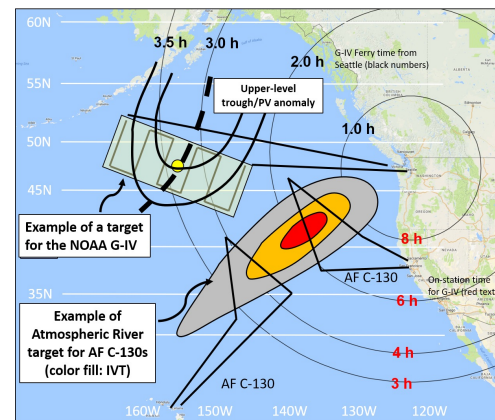 60N
3.5 h
3.0 h
2.0 h
G-IV Ferry time from
Seattle (black numbers)
55N
Upper-level
trough/PV anomaly
1.0 h
50N
45N
Example of a target
for the NOAA G-IV
40N
8 h
AF C-130
On-station time
for G-IV (red text
6 h
35N
Example of
Atmospheric River
target for AF C-130s
(color fill: IVT)
4 h
AF C-130
3 h
160W
150W
140W
130W
120W